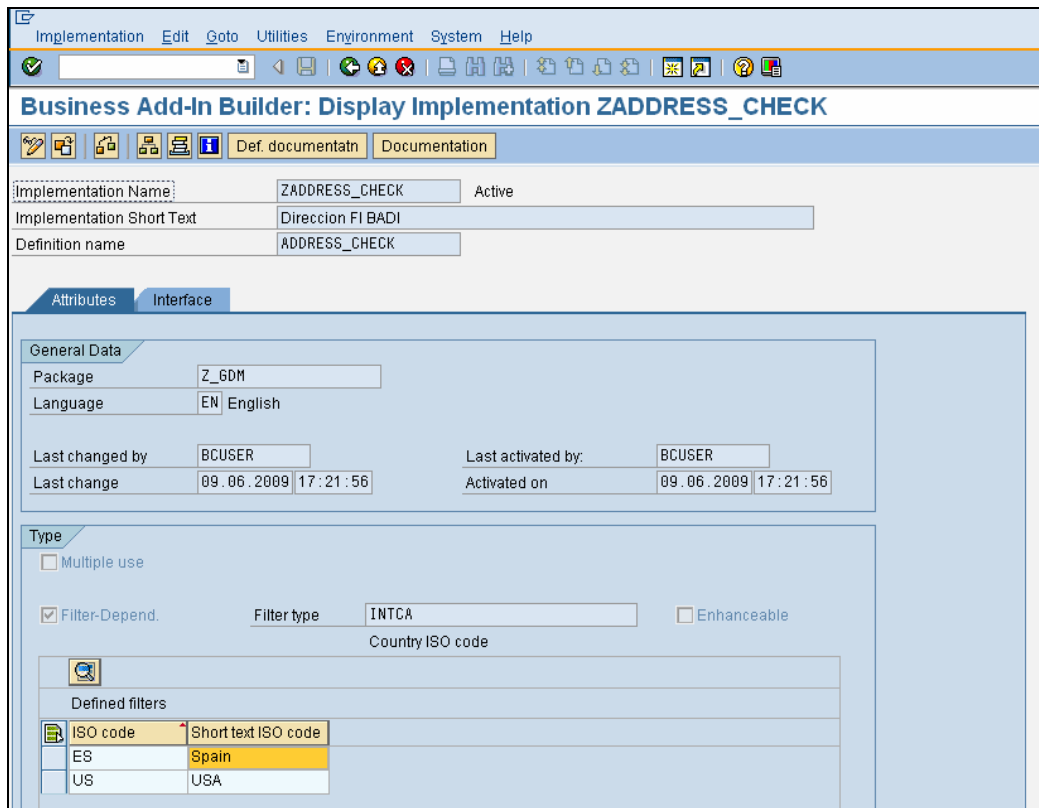 Implementation Edit Goto Utilities Environment System Help
Business Add-In Builder: Display Implementation ZADDRESS_CHECK
Def. documentatn Documentation
Implementation Name ZADDRESS_CHECK Active
Implementation Short Text Direccion FI BADI
Definition name ADDRESS_CHECK
Attributes Interface
General Data
Package Z_GDM
Language EN English
Last changed by BCUSER Last activated by: BCUSER
Last change 09.06.2009 17:21:56 Activated on 09.06.2009 17:21:56
Type
Multiple use
Filter-Depend. Filter type INTCA Enhanceable
Country ISO code
Defined filters
ISO code Short text ISO code
ES Spain
US USA